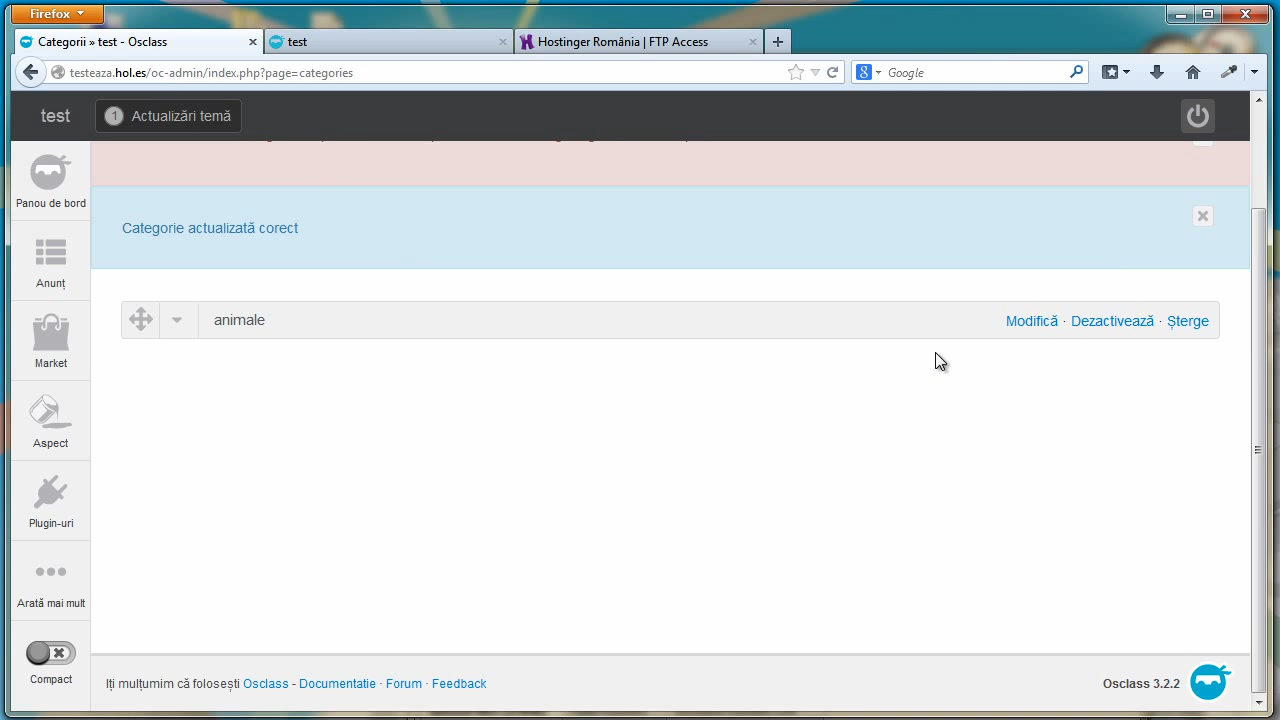 Firefox
Categorii » test - Osclass
test
Hostinger România | FTP Access
testeaza.hol.es/oc-admin/index.php?page=categories
Google
test
1 Actualizări temă
Panou de bord
Categorie actualizată corect
Anunț
animale
Modifică · Dezactivează · Șterge
Market
Aspect
Plugin-uri
Arată mai mult
Compact
Iți mulțumim că folosești Osclass - Documentatie · Forum · Feedback
Osclass 3.2.2